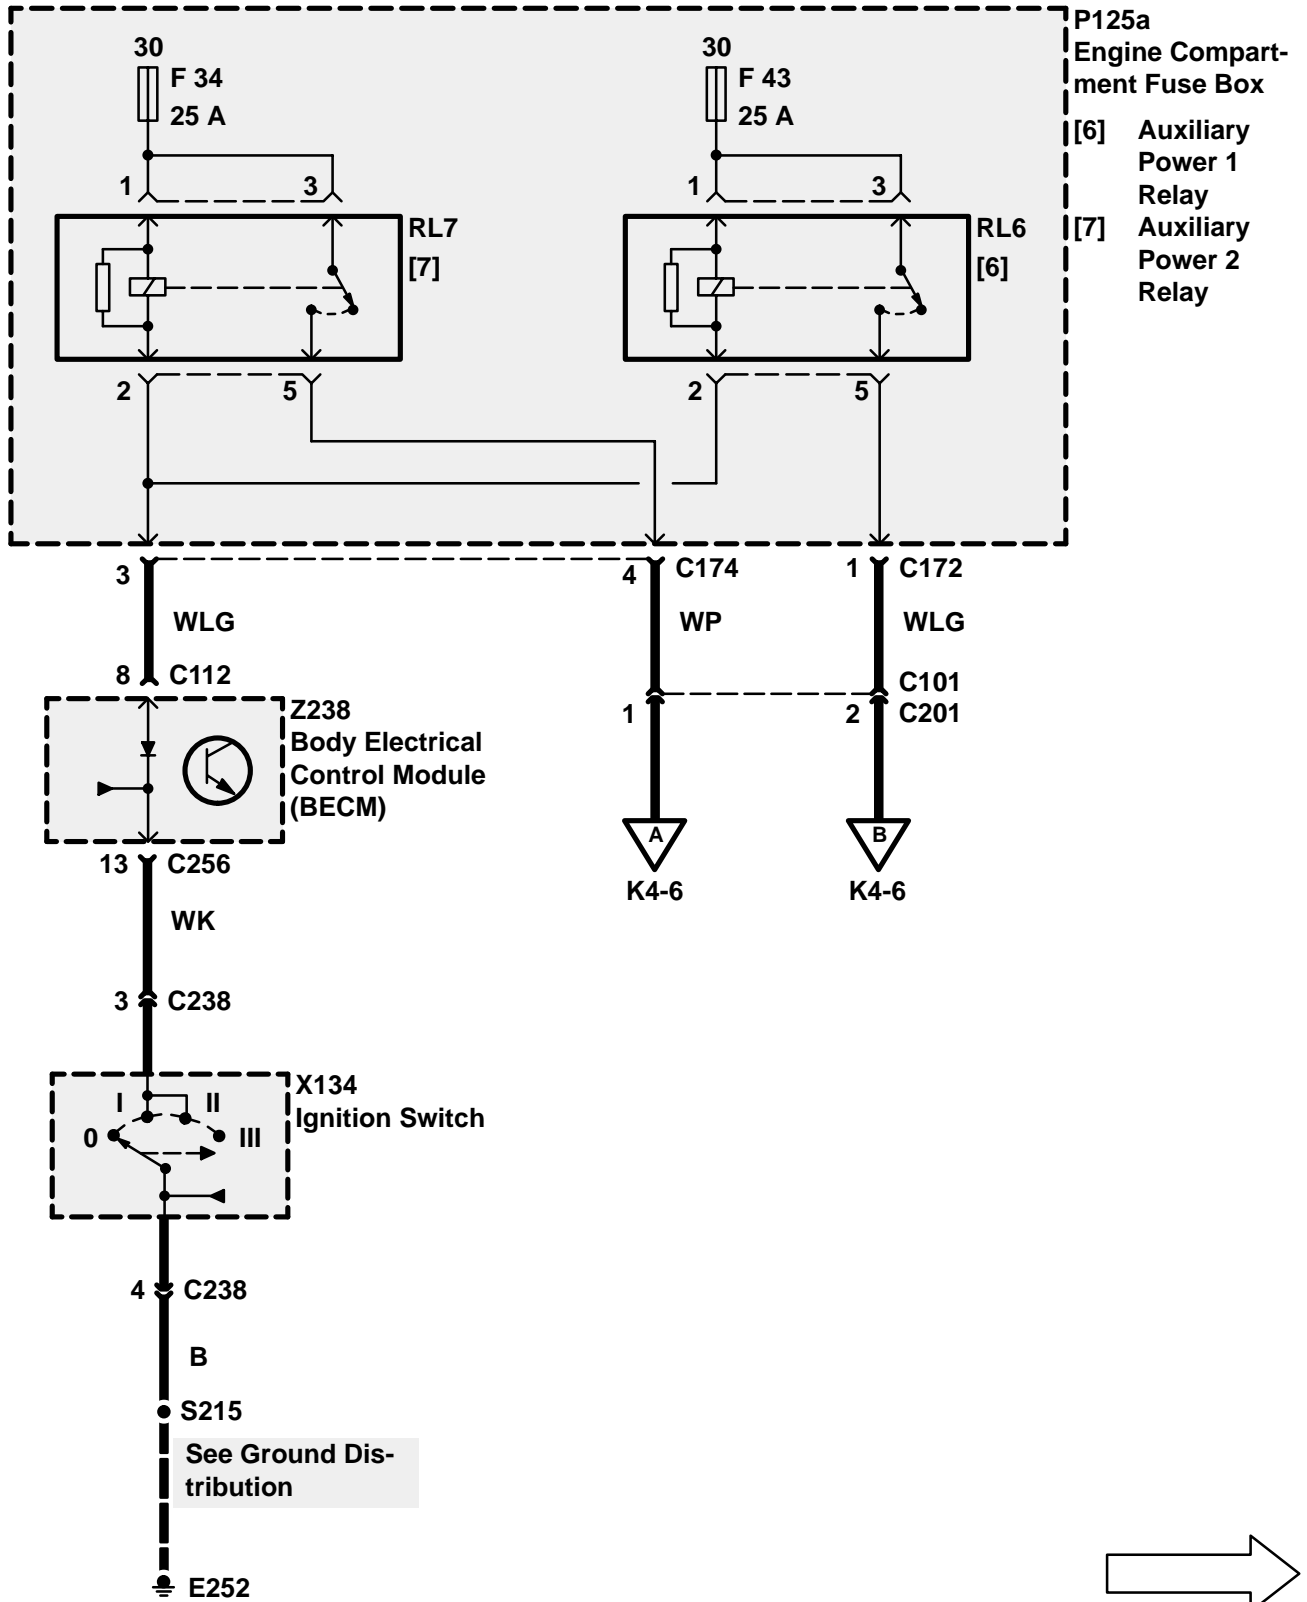 P125a
Engine Compart-
ment Fuse Box
[6] Auxiliary
Power 1
Relay
[7] Auxiliary
Power 2
Relay
30
F 34
25 A
30
F 43
25 A
1 3
1 3
RL7
[7]
RL6
[6]
2 5
2 5
3
4 C174
1 C172
WLG
WP
WLG
8 C112
C101
1
2 C201
Z238
Body Electrical
Control Module
(BECM)
A
B
K4-6
K4-6
13 C256
WK
3 C238
X134
Ignition Switch
I II
0 III
4 C238
B
S215
See Ground Dis-
tribution
E252